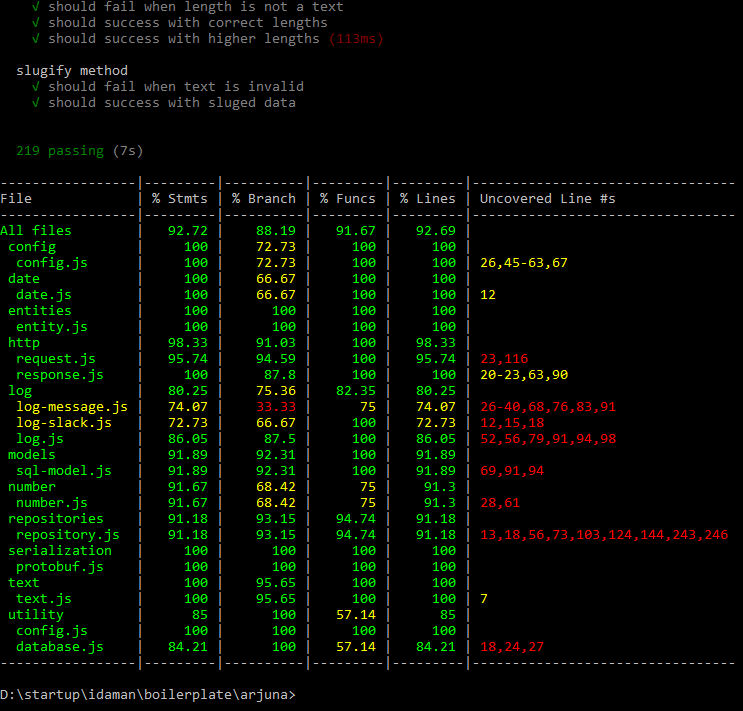 √ should fail when length is not a text
√ should success with correct lengths
√ should success with higher lengths (113ms)
slugify method
√ should fail when text is invalid
√ should success with sluged data
219 passing (7s)
-----------------|----------|----------|----------|----------|---------------------------------
File             |  % Stmts | % Branch |  % Funcs |  % Lines | Uncovered Line #s
-----------------|----------|----------|----------|----------|---------------------------------
All files        |    92.72 |    88.19 |    91.67 |    92.69 |
config          |      100 |    72.73 |      100 |      100 |
config.js      |      100 |    72.73 |      100 |      100 | 26,45-63,67
date            |      100 |    66.67 |      100 |      100 |
date.js        |      100 |    66.67 |      100 |      100 | 12
entities        |      100 |      100 |      100 |      100 |
entity.js      |      100 |      100 |      100 |      100 |
http            |    98.33 |    91.03 |      100 |    98.33 |
request.js     |    95.74 |    94.59 |      100 |    95.74 | 23,116
response.js    |      100 |     87.8 |      100 |      100 | 20-23,63,90
log             |    80.25 |    75.36 |    82.35 |    80.25 |
log-message.js |    74.07 |    33.33 |       75 |    74.07 | 26-40,68,76,83,91
log-slack.js   |    72.73 |    66.67 |      100 |    72.73 | 12,15,18
log.js         |    86.05 |     87.5 |      100 |    86.05 | 52,56,79,91,94,98
models          |    91.89 |    92.31 |      100 |    91.89 |
sql-model.js   |    91.89 |    92.31 |      100 |    91.89 | 69,91,94
number          |    91.67 |    68.42 |       75 |     91.3 |
number.js      |    91.67 |    68.42 |       75 |     91.3 | 28,61
repositories    |    91.18 |    93.15 |    94.74 |    91.18 |
repository.js  |    91.18 |    93.15 |    94.74 |    91.18 | 13,18,56,73,103,124,144,243,246
serialization   |      100 |      100 |      100 |      100 |
protobuf.js    |      100 |      100 |      100 |      100 |
text            |      100 |    95.65 |      100 |      100 |
text.js        |      100 |    95.65 |      100 |      100 | 7
utility         |       85 |      100 |    57.14 |       85 |
config.js      |      100 |      100 |      100 |      100 |
database.js    |    84.21 |      100 |    57.14 |    84.21 | 18,24,27
-----------------|----------|----------|----------|----------|---------------------------------
D:\startup\idaman\boilerplate\arjuna>